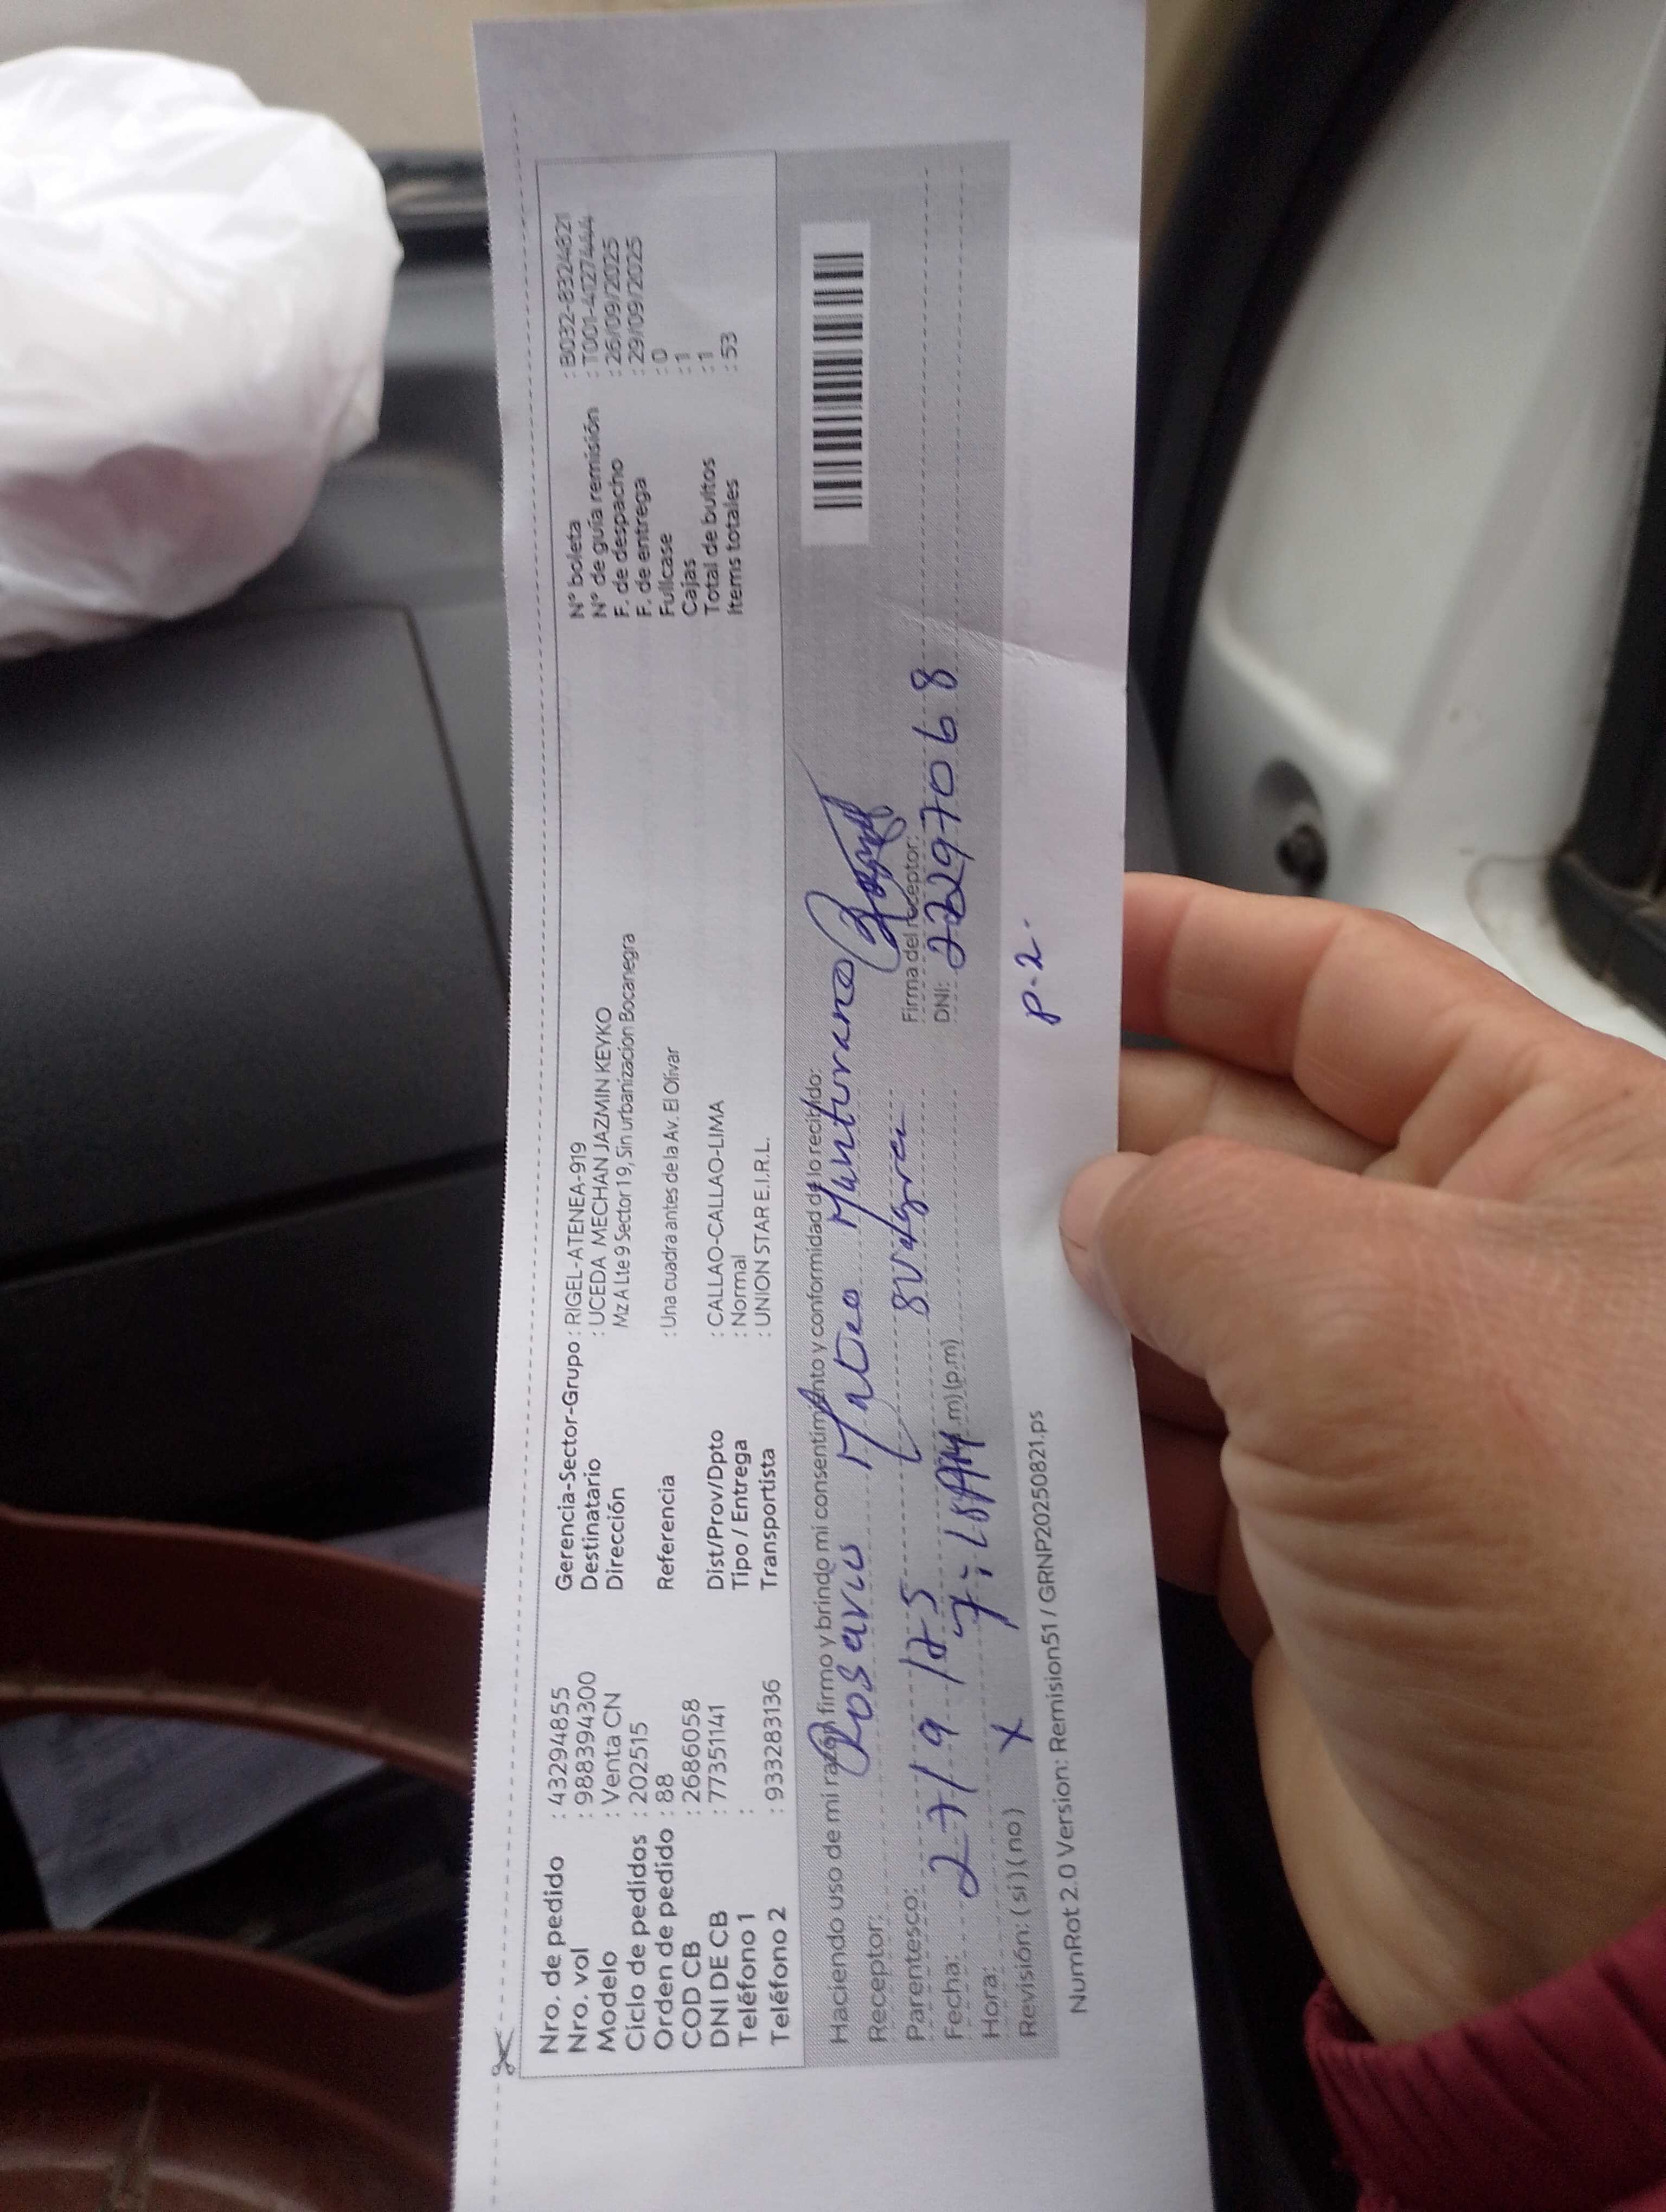 Nro. de pedido : 43294855
Nro. vol : 988394300
Modelo : Venta CN
Ciclo de pedidos : 202515
Orden de pedido : 88
COD CB : 2686058
DNI DE CB : 77351141
Teléfono 1 :
Teléfono 2 : 933283136
Gerencia-Sector-Grupo : RIGEL-ATENEA-919
Destinatario : UCEDA MECHAN JAZMIN KEYKO
Dirección Mz A Lte 9 Sector 1 9, Sin urbanizacion Bocanegra
Referencia : Una cuadra antes de la Av. El Olivar
Dist/Prov/Dpto : CALLAO-CALLAO-LIMA
Tipo / Entrega : Normal
Transportista : UNION STAR E.I.R.L.
N° boleta : B032-8324821
N° de guía remisión : T001-41274444
F. de despacho : 26/09/2025
F. de entrega : 29/09/2025
Fullcase : 0
Cajas : 1
Total de bultos : 1
Items totales : 53
Haciendo uso de mi razón firmo y brindo mi consentimiento y conformidad de lo recibido:
Receptor: Rosario Mateo Manturano
Parentesco: suegra Firma del receptor:
Fecha: 27/9/25 DNI: 22297068
Hora: (a.m)(p.m)
Revisión: ( si ) ( no ) X
P-2.
NumRot 2.0 Version: Remision51 / GRNP20250821.ps